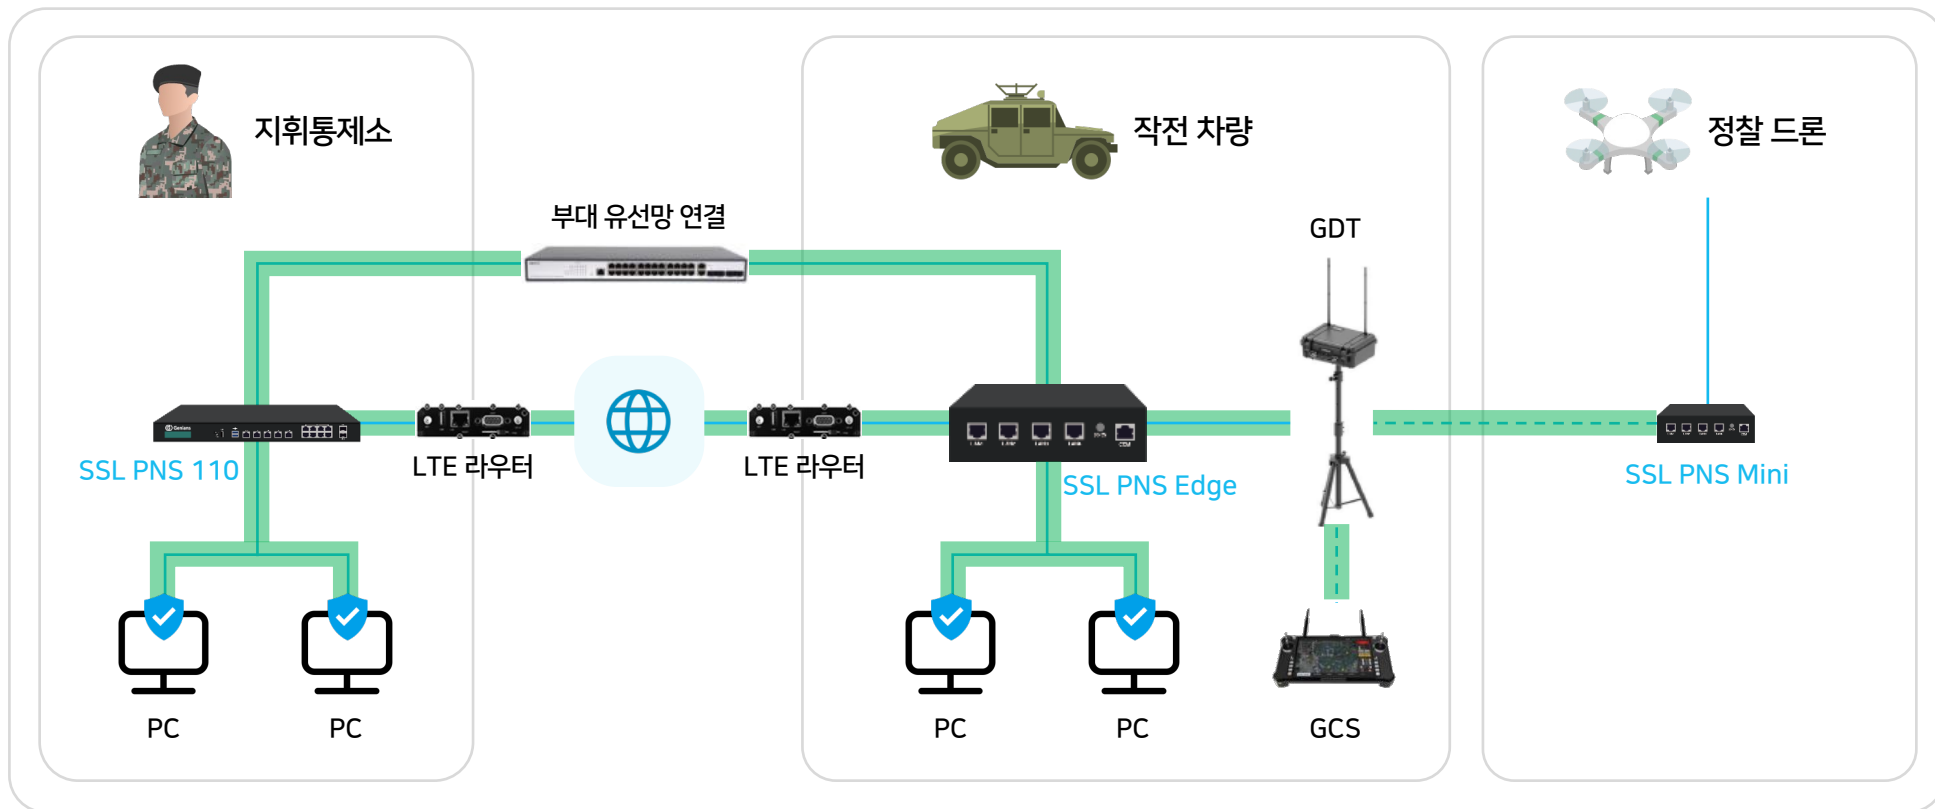 지휘통제소
작전 차량
정찰 드론
부대 유선망 연결
GDT
Genians
SSL PNS 110
LTE 라우터
LTE 라우터
SSL PNS Edge
SSL PNS Mini
PC
PC
PC
PC
GCS